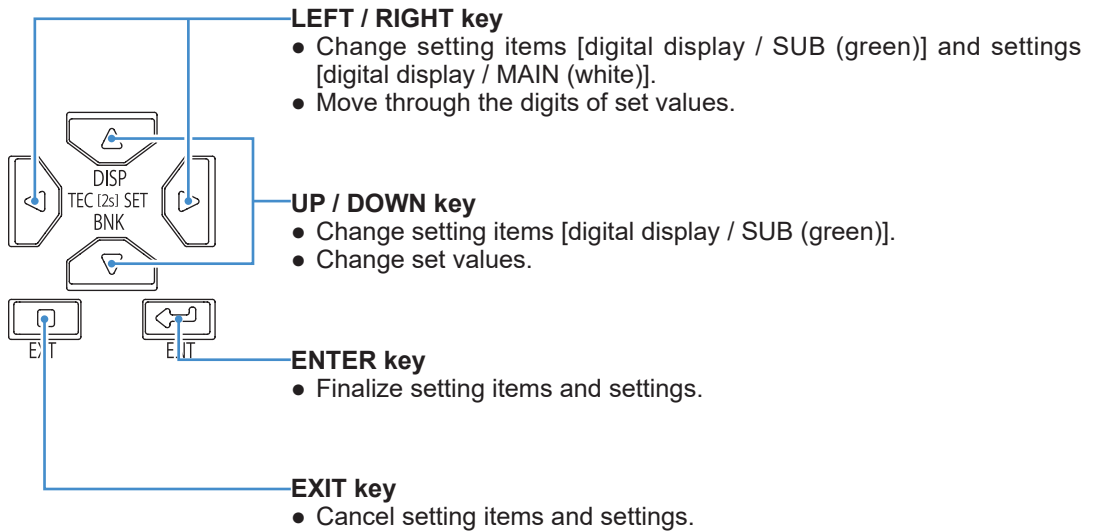 LEFT / RIGHT key
● Change setting items [digital display / SUB (green)] and settings
[digital display / MAIN (white)].
● Move through the digits of set values.
DISP
TEC [2s] SET
BNK
UP / DOWN key
● Change setting items [digital display / SUB (green)].
● Change set values.
EXT
ENT
ENTER key
● Finalize setting items and settings.
EXIT key
● Cancel setting items and settings.